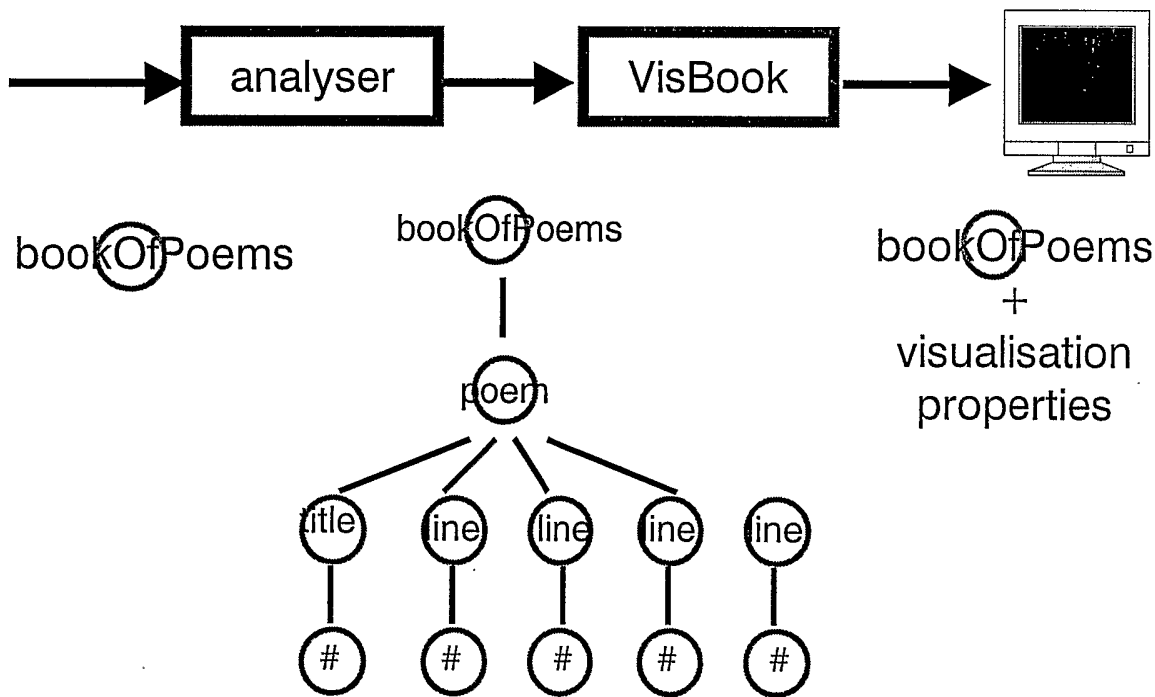 analyser
VisBook
bookOfPoems
bookOfPoems
bookOfPoems
+
visualisation
properties
poem
title
line
line
line
line
#
#
#
#
#